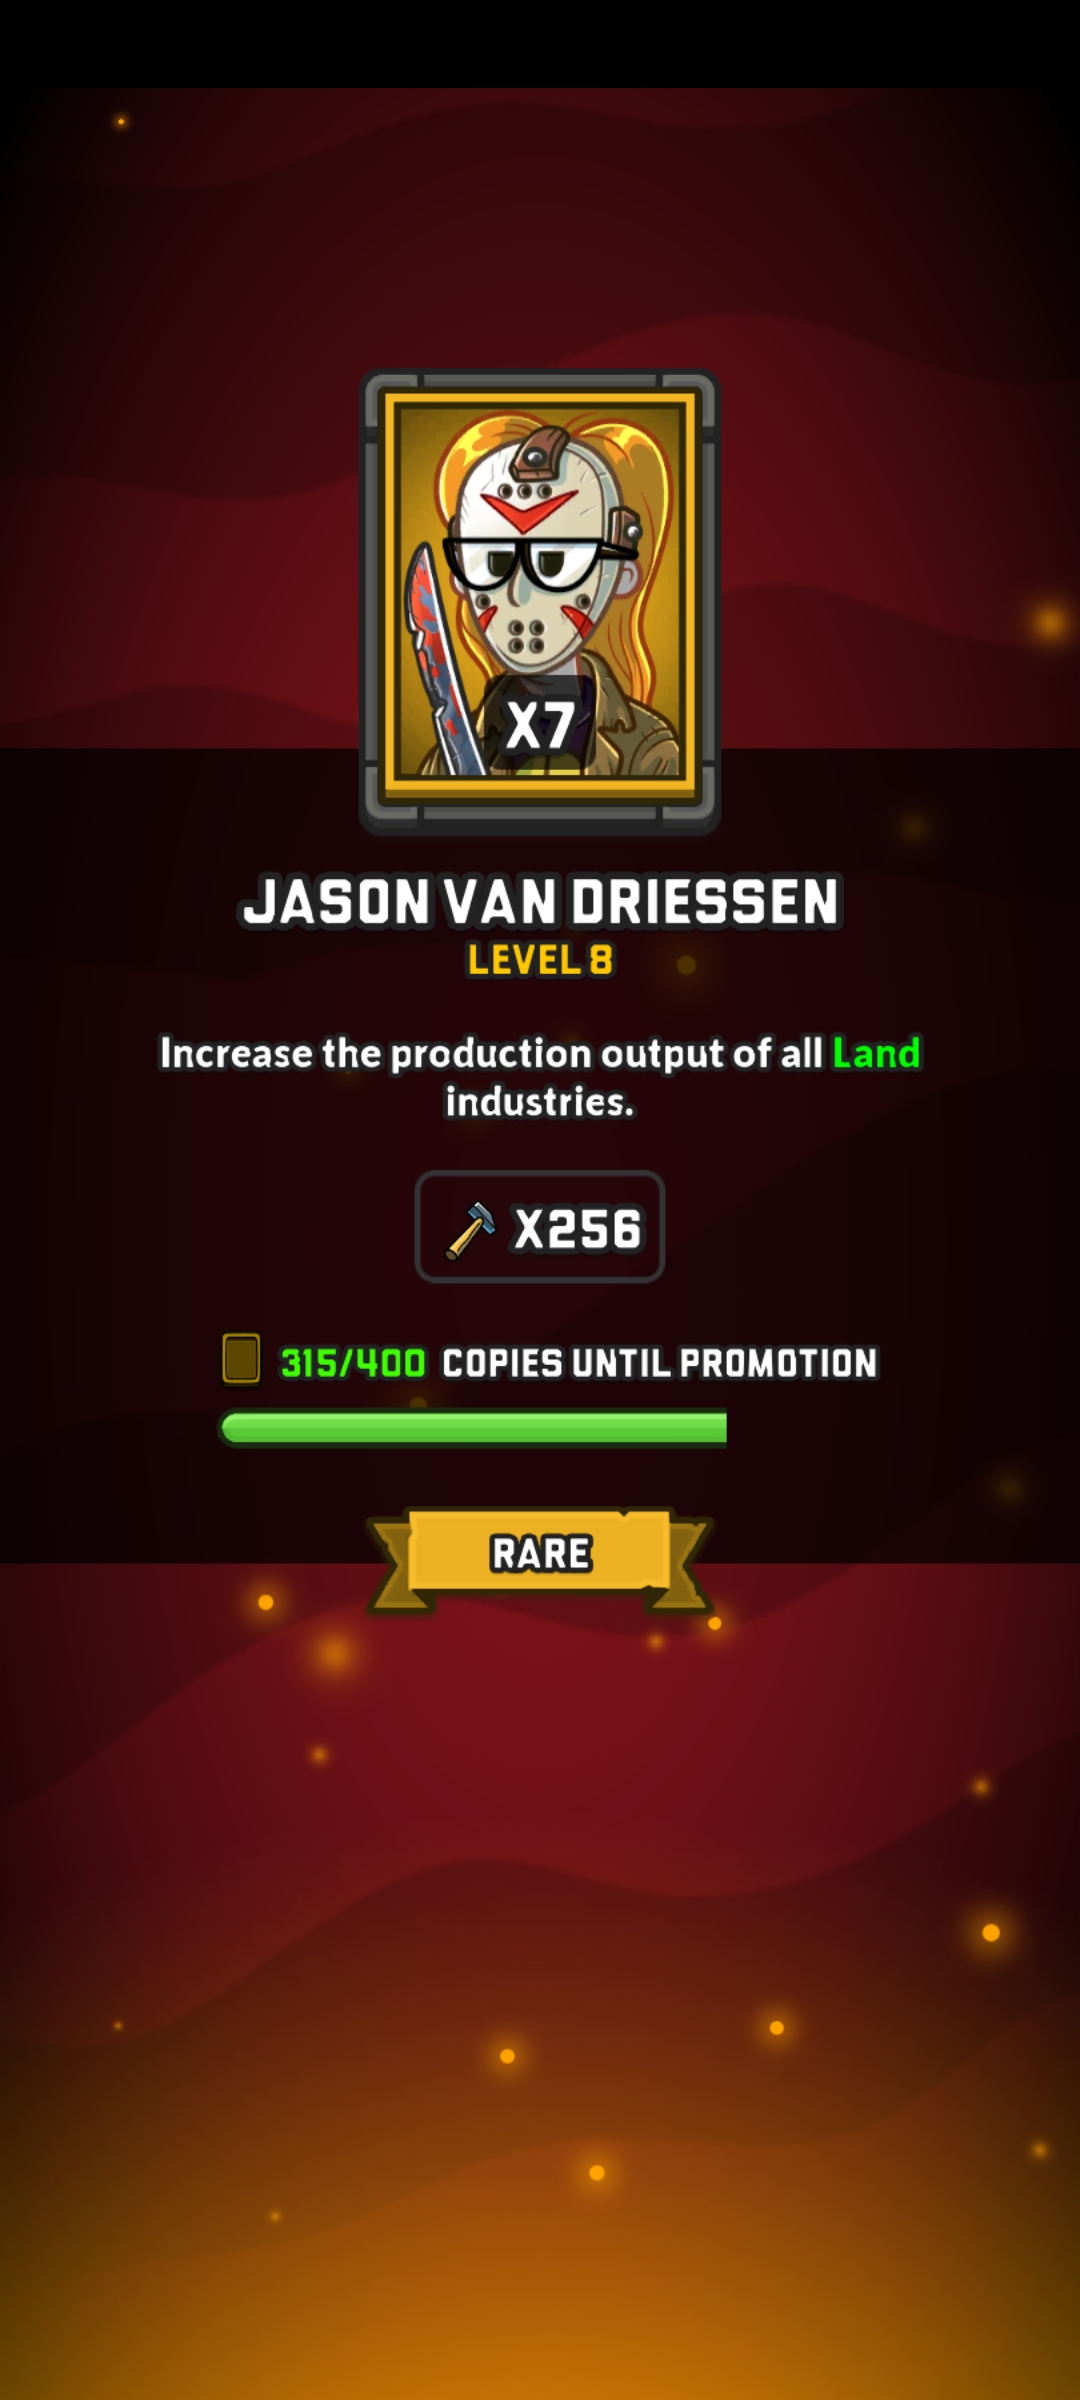 X7
JASON VAN DRIESSEN
LEVEL 8
Increase the production output of all Land
industries.
X256
315/400 COPIES UNTIL PROMOTION
RARE